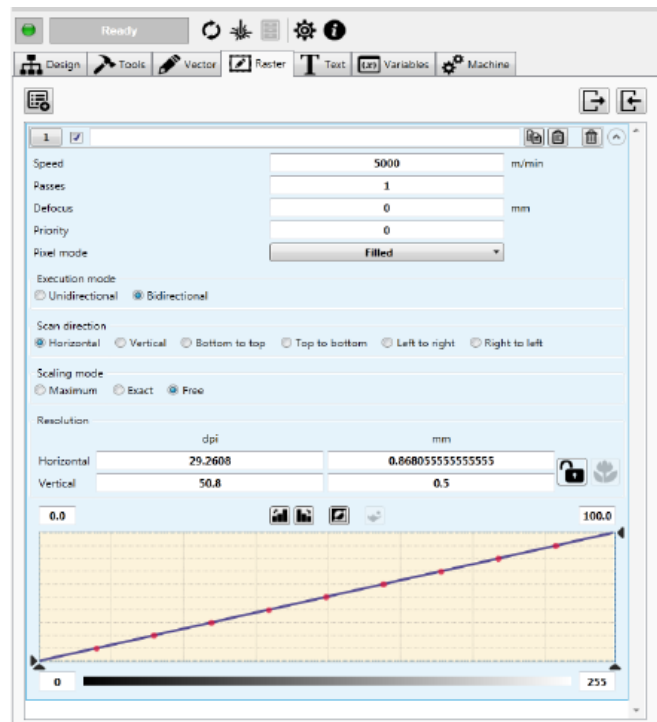 Ready
Design Tools Vector Raster Text (x) Variables Machine
1
Speed 5000 m/min
Passes 1
Defocus 0 mm
Priority 0
Pixel mode Filled
Execution mode
Unidirectional Bidirectional
Scan direction
Horizontal Vertical Bottom to top Top to bottom Left to right Right to left
Scaling mode
Maximum Exact Free
Resolution
dpi mm
Horizontal 29.2608 0.868055555555555
Vertical 50.8 0.5
0.0 100.0
0 255